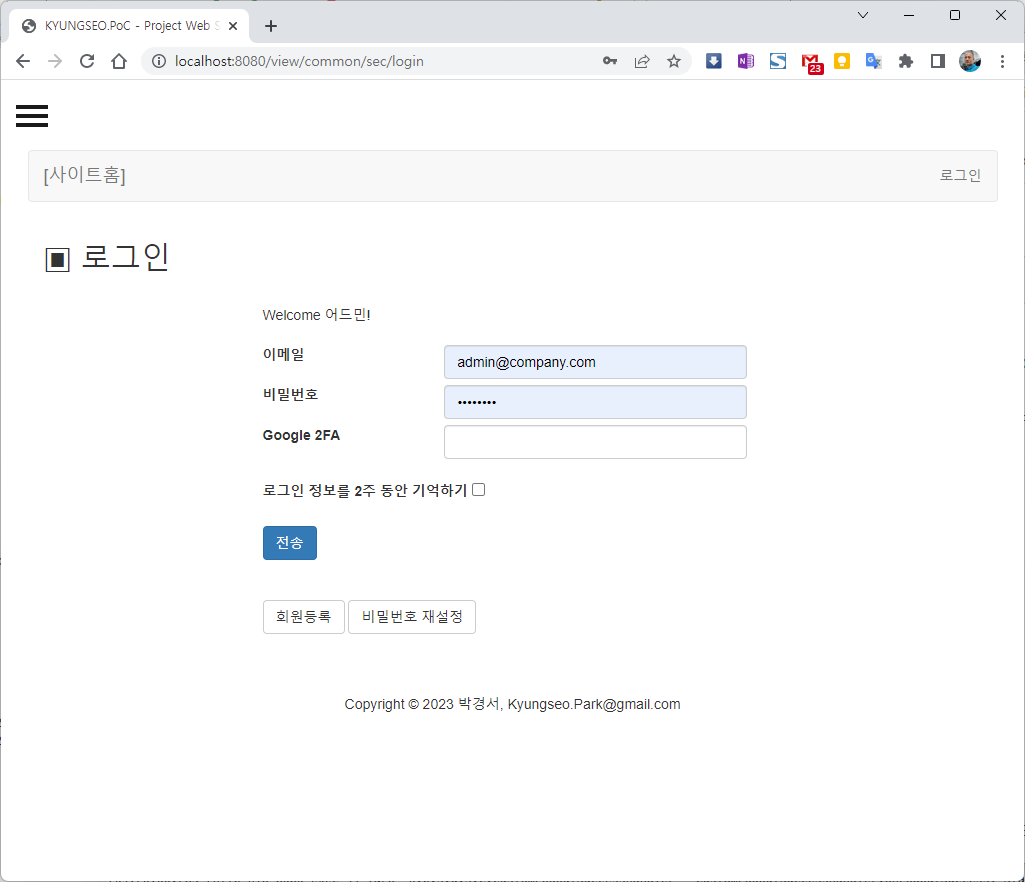 KYUNGSEO.PoC - Project Web S
localhost:8080/view/common/sec/login
23
[사이트홈] 로그인
▣ 로그인
Welcome 어드민!
이메일 admin@company.com
비밀번호 ••••••••
Google 2FA
로그인 정보를 2주 동안 기억하기
전송
회원등록 비밀번호 재설정
Copyright © 2023 박경서, Kyungseo.Park@gmail.com